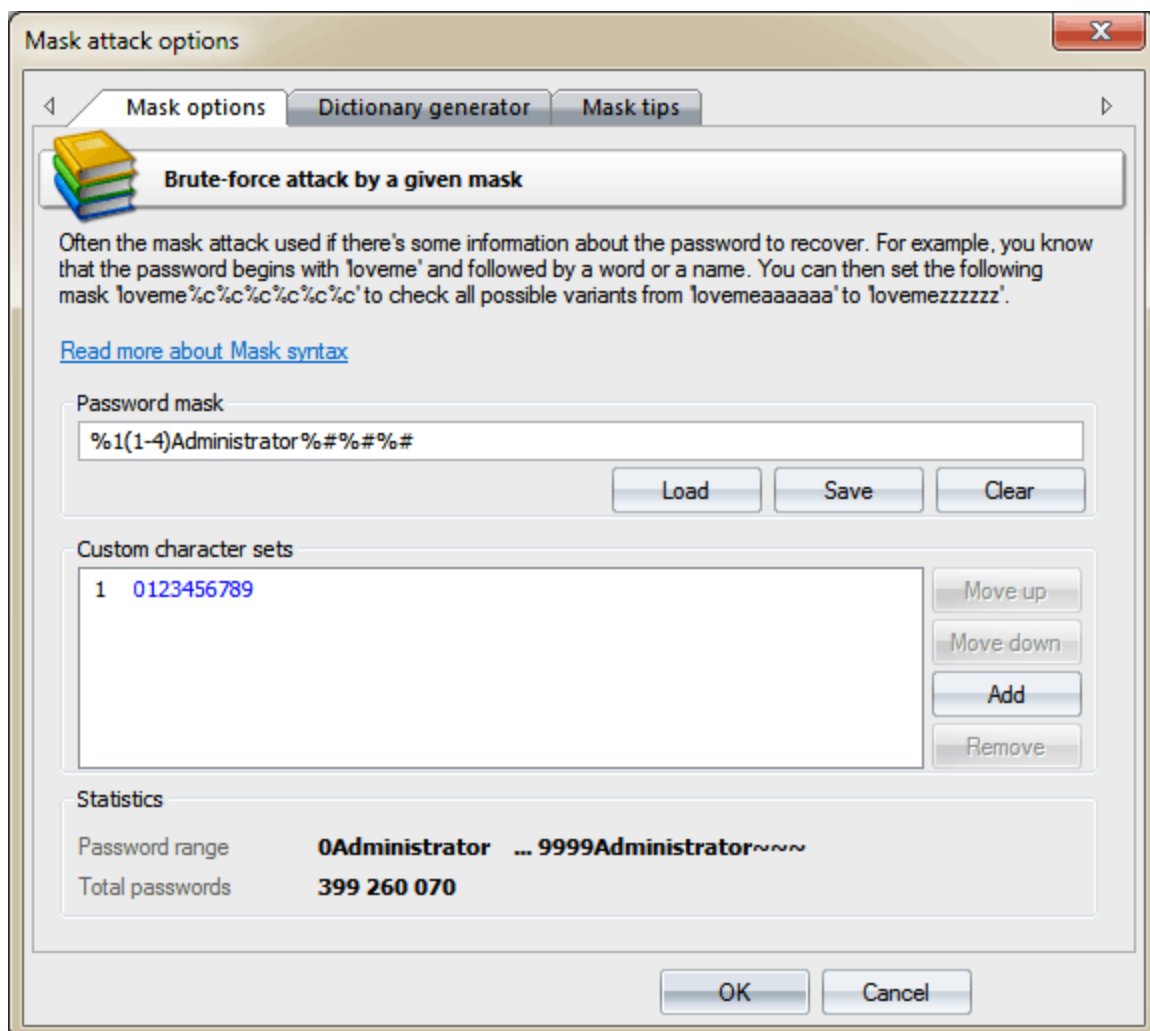 Mask attack options
Mask options Dictionary generator Mask tips
Brute-force attack by a given mask
Often the mask attack used if there's some information about the password to recover. For example, you know
that the password begins with 'loveme' and followed by a word or a name. You can then set the following
mask 'loveme%c%c%c%c%c%c' to check all possible variants from 'lovemeaaaaaa' to 'lovemezzzzzz'.
Read more about Mask syntax
Password mask
%1(1-4)Administrator%#%#%#
Load Save Clear
Custom character sets
1 0123456789
Move up
Move down
Add
Remove
Statistics
Password range 0Administrator ... 9999Administrator~~~
Total passwords 399 260 070
OK Cancel